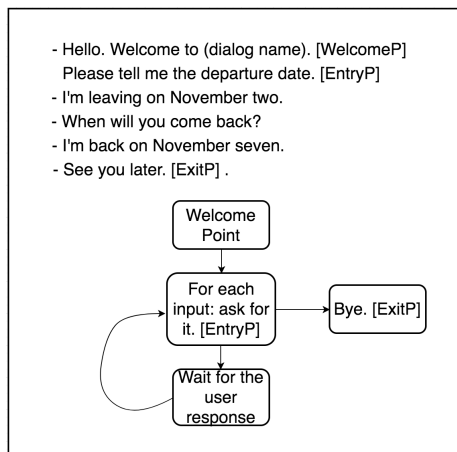 - Hello. Welcome to (dialog name). [WelcomeP]
Please tell me the departure date. [EntryP]
- I'm leaving on November two.
- When will you come back?
- I'm back on November seven.
- See you later. [ExitP] .
Welcome
Point
For each
input: ask for
it. [EntryP]
Bye. [ExitP]
Wait for the
user
response